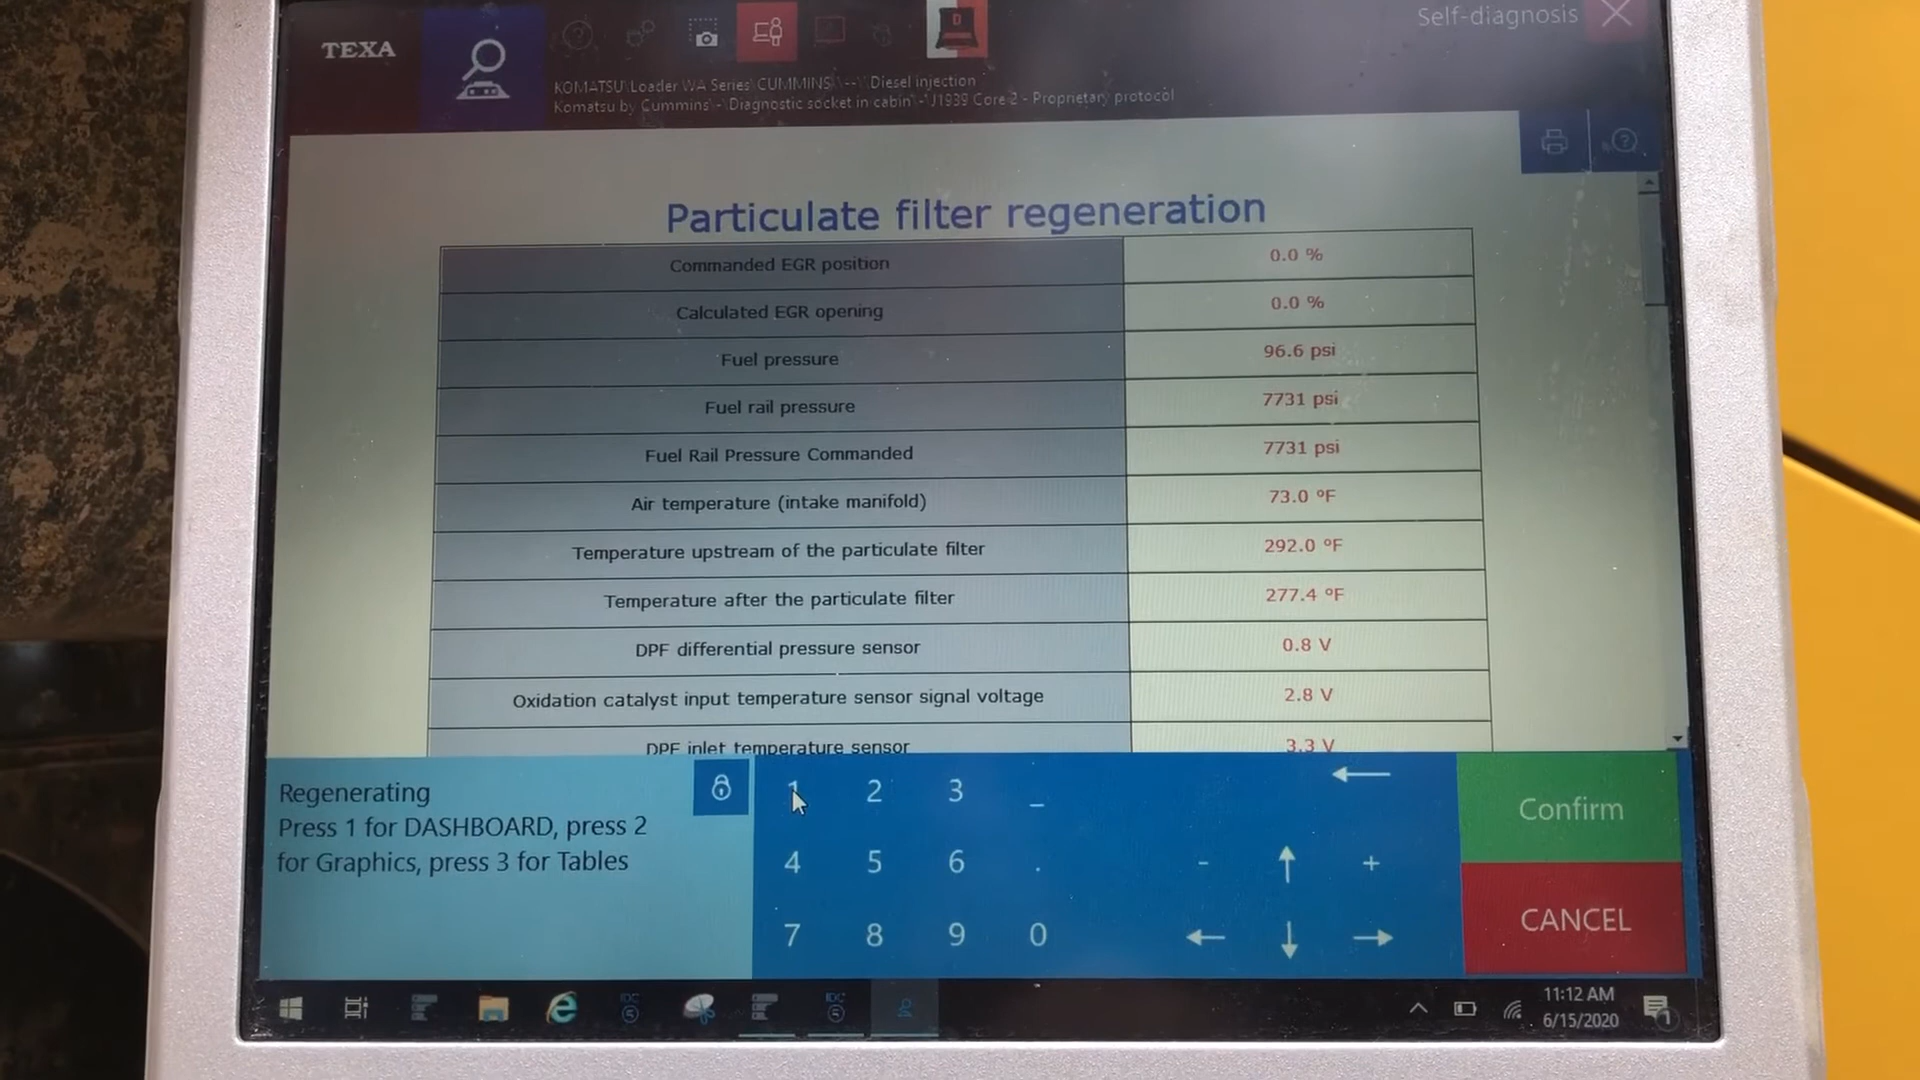 TEXA
Self-diagnosis
KOMATSU\Loader WA Series\ CUMMINS\ \--\ \Diesel injection
Komatsu by Cummins\ -\ Diagnostic socket in cabin\ -\J1939 Core 2 - Proprietary protocol
Particulate filter regeneration
Commanded EGR position 0.0 %
Calculated EGR opening 0.0 %
Fuel pressure 96.6 psi
Fuel rail pressure 7731 psi
Fuel Rail Pressure Commanded 7731 psi
Air temperature (intake manifold) 73.0 ºF
Temperature upstream of the particulate filter 292.0 ºF
Temperature after the particulate filter 277.4 ºF
DPF differential pressure sensor 0.8 V
Oxidation catalyst input temperature sensor signal voltage 2.8 V
DPF inlet temperature sensor 3.3 V
Regenerating
Press 1 for DASHBOARD, press 2
for Graphics, press 3 for Tables
1 2 3 _
4 5 6 . - +
7 8 9 0
Confirm
CANCEL
11:12 AM
6/15/2020
1